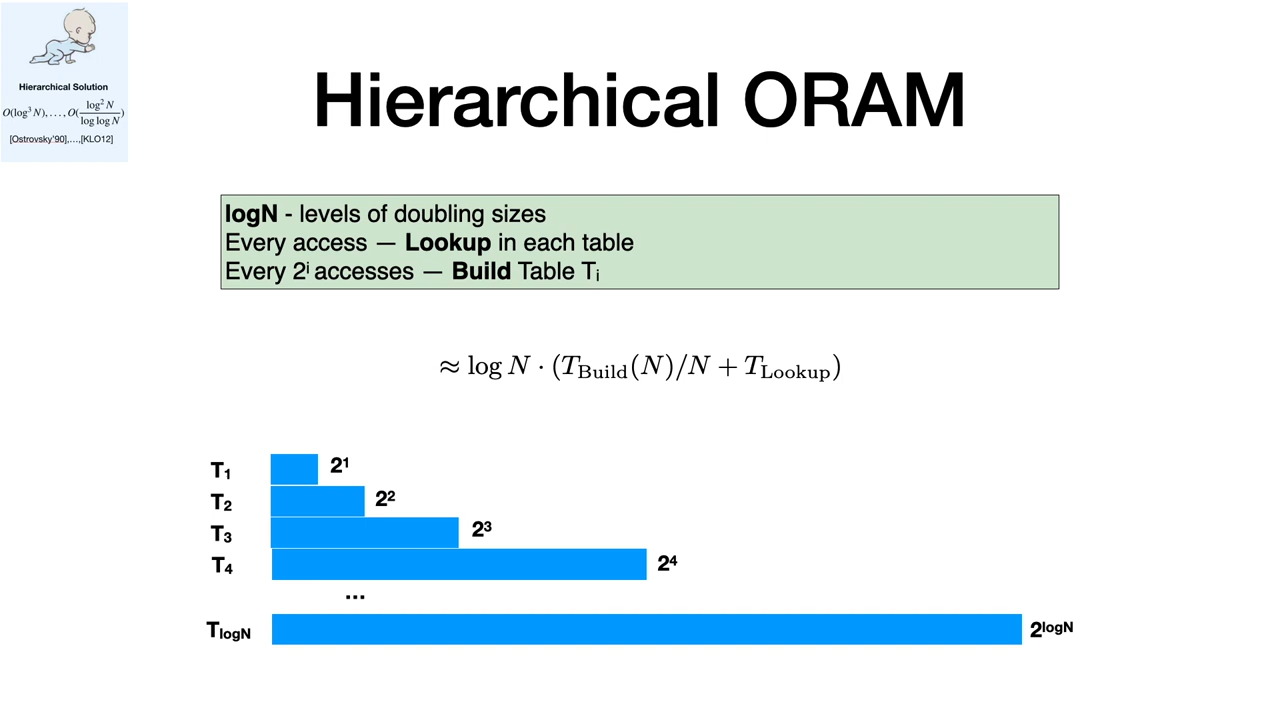 Hierarchical Solution
O(log³ N), . . . , O(log² N / log log N)
[Ostrovsky'90],...,[KLO12]
Hierarchical ORAM
logN - levels of doubling sizes
Every access — Lookup in each table
Every 2ⁱ accesses — Build Table Tᵢ
≈ log N · (T_Build(N)/N + T_Lookup)
T₁ 2¹
T₂ 2²
T₃ 2³
T₄ 2⁴
...
T_logN 2^logN